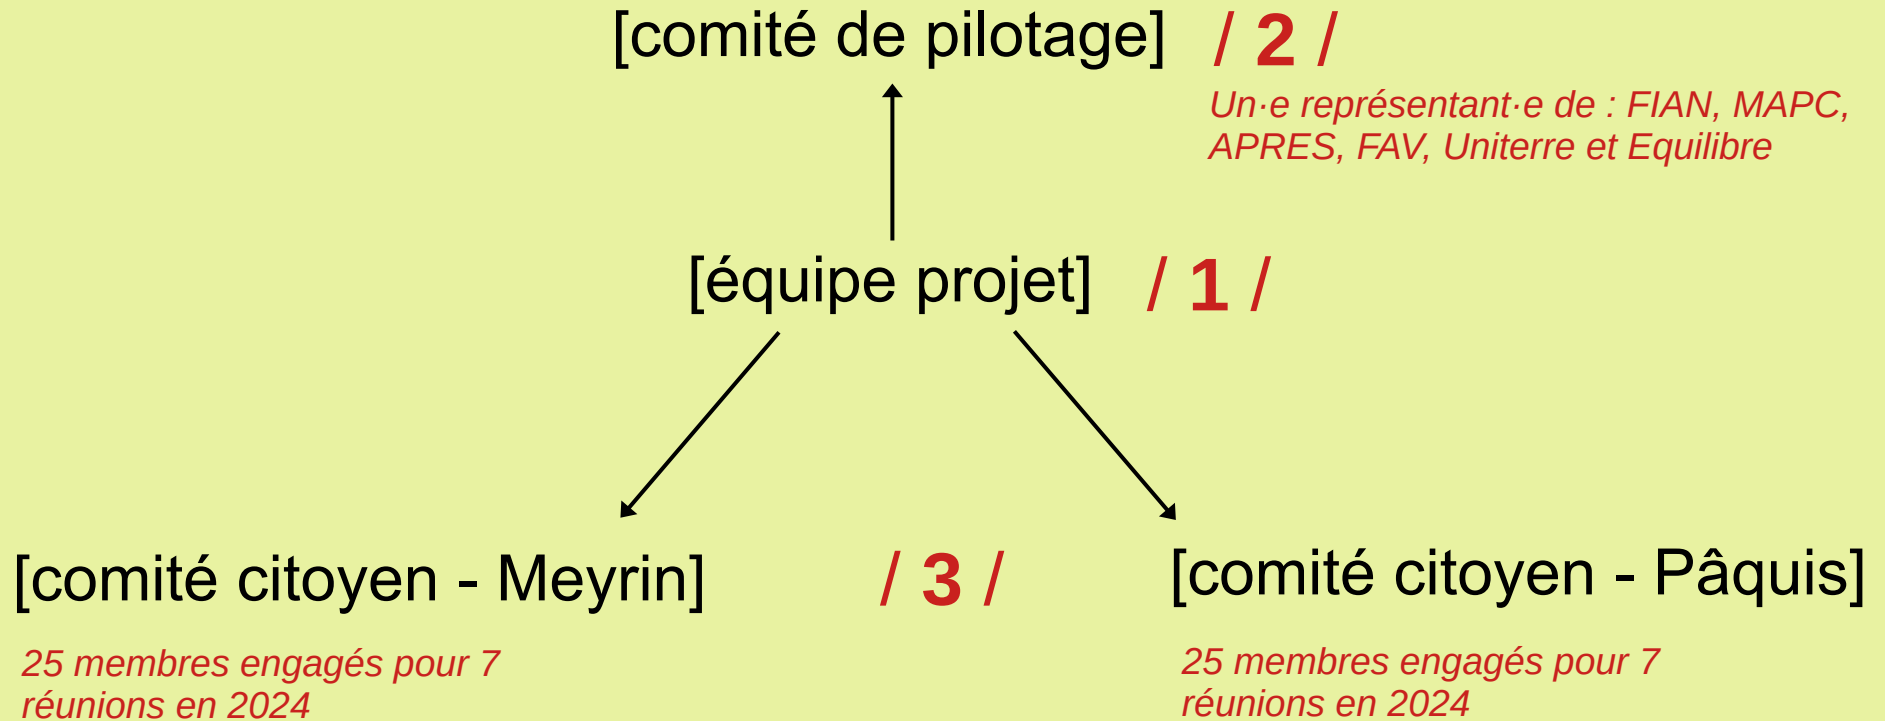 [comité de pilotage] / 2 /
Un·e représentant·e de : FIAN, MAPC,
APRES, FAV, Uniterre et Equilibre
[équipe projet] / 1 /
[comité citoyen - Meyrin] / 3 / [comité citoyen - Pâquis]
25 membres engagés pour 7
réunions en 2024
25 membres engagés pour 7
réunions en 2024